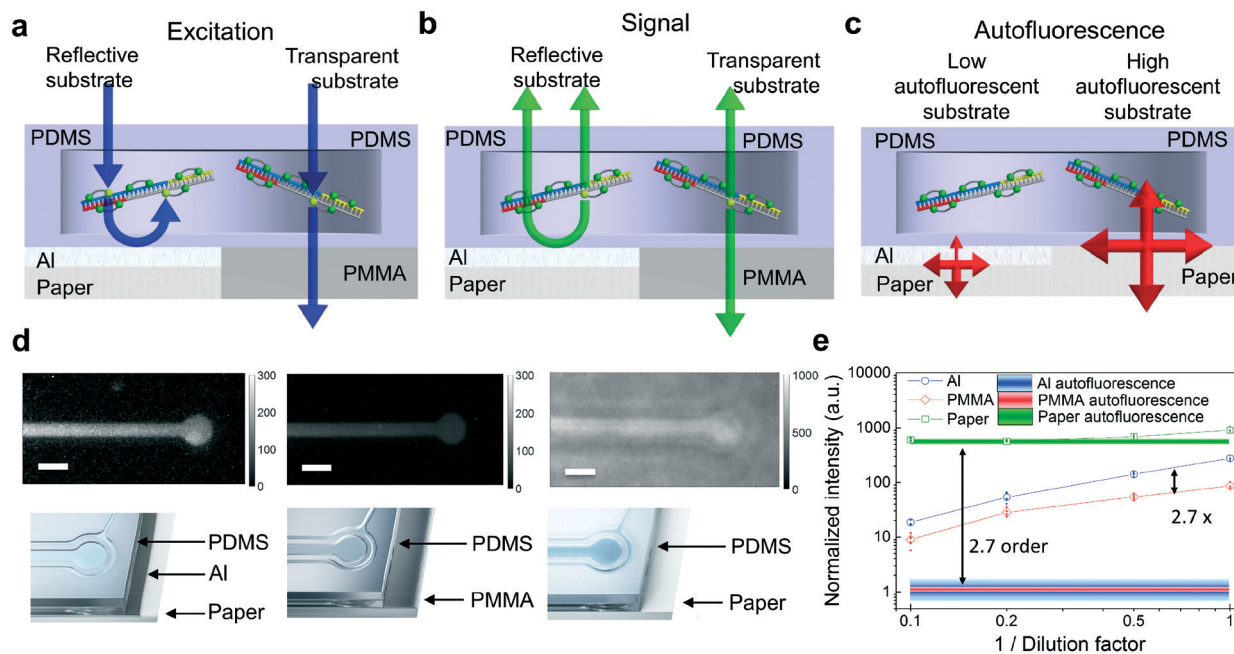 a
Excitation
Reflective
substrate
Transparent
substrate
PDMS
PDMS
Al
Paper
PMMA
b
Signal
Reflective
substrate
Transparent
substrate
PDMS
PDMS
Al
Paper
PMMA
c
Autofluorescence
Low
autofluorescent
substrate
High
autofluorescent
substrate
PDMS
PDMS
Al
Paper
Paper
d
300
200
100
0
300
200
100
0
1000
500
0
PDMS
Al
Paper
PDMS
PMMA
PDMS
Paper
e
Normalized intensity (a.u.)
10000
1000
100
10
1
Al
PMMA
Paper
Al autofluorescence
PMMA autofluorescence
Paper autofluorescence
2.7 order
2.7 x
0.1
0.2
0.5
1
1 / Dilution factor